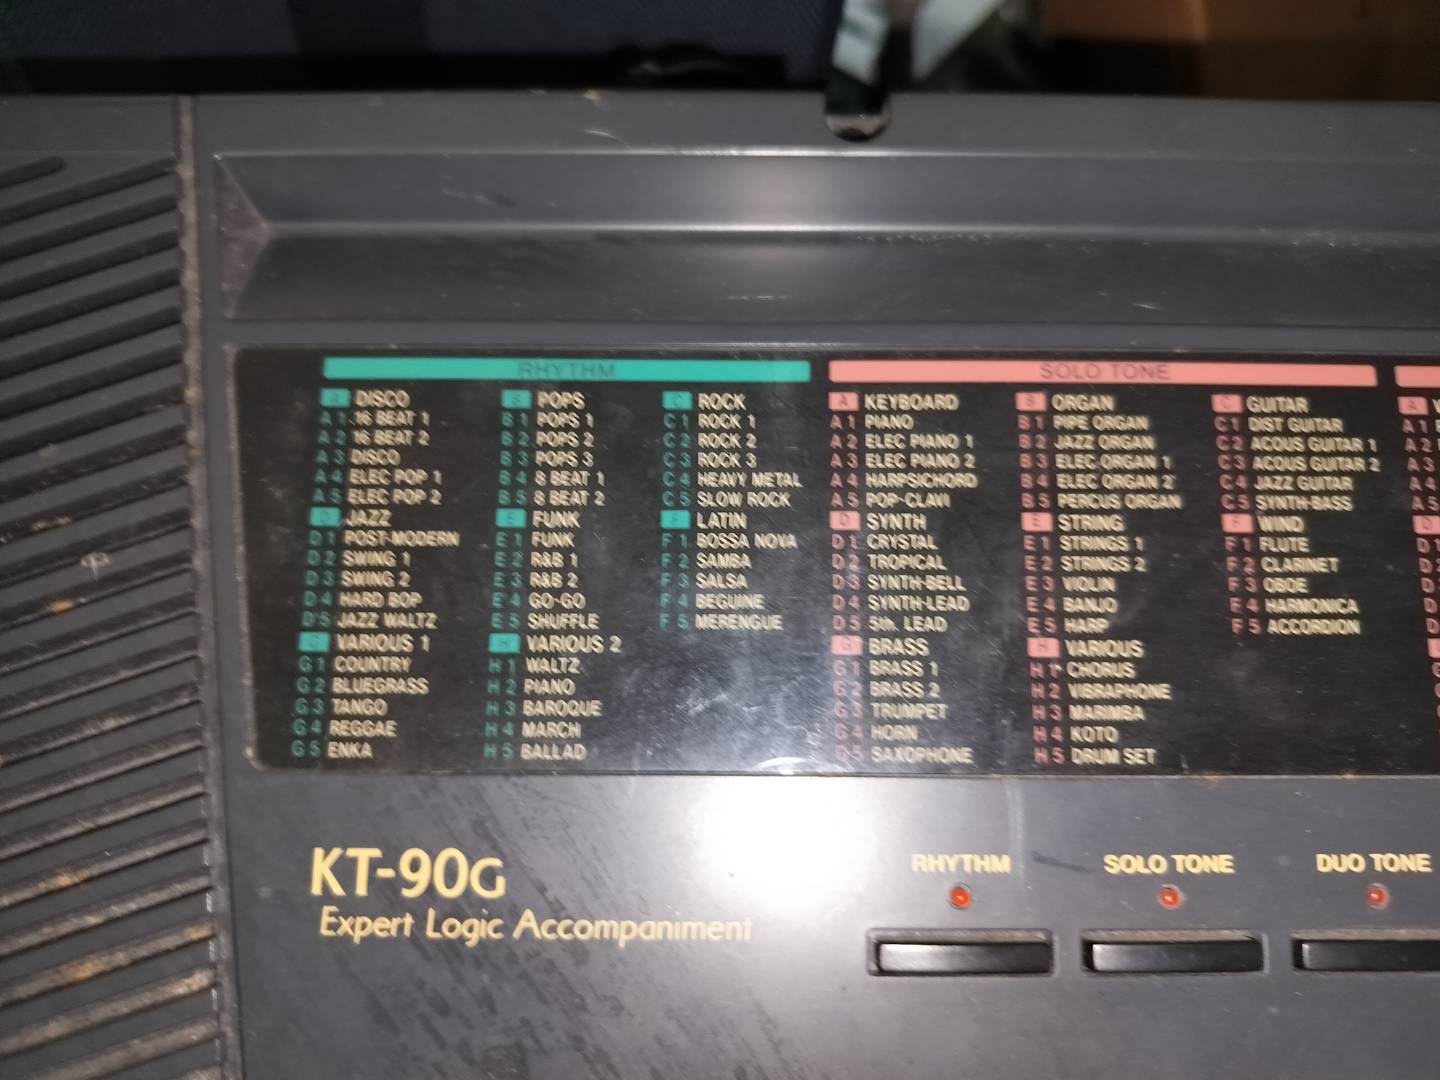 RHYTHM
A DISCO
A 1 16 BEAT 1
A 2 16 BEAT 2
A 3 DISCO
A 4 ELEC POP 1
A 5 ELEC POP 2
D JAZZ
D 1 POST-MODERN
D 2 SWING 1
D 3 SWING 2
D 4 HARD BOP
D 5 JAZZ WALTZ
G VARIOUS 1
G 1 COUNTRY
G 2 BLUEGRASS
G 3 TANGO
G 4 REGGAE
G 5 ENKA
B POPS
B 1 POPS 1
B 2 POPS 2
B 3 POPS 3
B 4 8 BEAT 1
B 5 8 BEAT 2
E FUNK
E 1 FUNK
E 2 R&B 1
E 3 R&B 2
E 4 GO-GO
E 5 SHUFFLE
H VARIOUS 2
H 1 WALTZ
H 2 PIANO
H 3 BAROQUE
H 4 MARCH
H 5 BALLAD
C ROCK
C 1 ROCK 1
C 2 ROCK 2
C 3 ROCK 3
C 4 HEAVY METAL
C 5 SLOW ROCK
F LATIN
F 1 BOSSA NOVA
F 2 SAMBA
F 3 SALSA
F 4 BEGUINE
F 5 MERENGUE
SOLO TONE
A KEYBOARD
A 1 PIANO
A 2 ELEC PIANO 1
A 3 ELEC PIANO 2
A 4 HARPSICHORD
A 5 POP-CLAVI
D SYNTH
D 1 CRYSTAL
D 2 TROPICAL
D 3 SYNTH-BELL
D 4 SYNTH-LEAD
D 5 5th. LEAD
G BRASS
G 1 BRASS 1
G 2 BRASS 2
G 3 TRUMPET
G 4 HORN
G 5 SAXOPHONE
B ORGAN
B 1 PIPE ORGAN
B 2 JAZZ ORGAN
B 3 ELEC ORGAN 1
B 4 ELEC ORGAN 2
B 5 PERCUS ORGAN
E STRING
E 1 STRINGS 1
E 2 STRINGS 2
E 3 VIOLIN
E 4 BANJO
E 5 HARP
H VARIOUS
H 1 CHORUS
H 2 VIBRAPHONE
H 3 MARIMBA
H 4 KOTO
H 5 DRUM SET
C GUITAR
C 1 DIST GUITAR
C 2 ACOUS GUITAR 1
C 3 ACOUS GUITAR 2
C 4 JAZZ GUITAR
C 5 SYNTH-BASS
F WIND
F 1 FLUTE
F 2 CLARINET
F 3 OBOE
F 4 HARMONICA
F 5 ACCORDION
A
A 1
A 2
A 3
A 4
A 5
KT-90G
Expert Logic Accompaniment
RHYTHM
SOLO TONE
DUO TONE